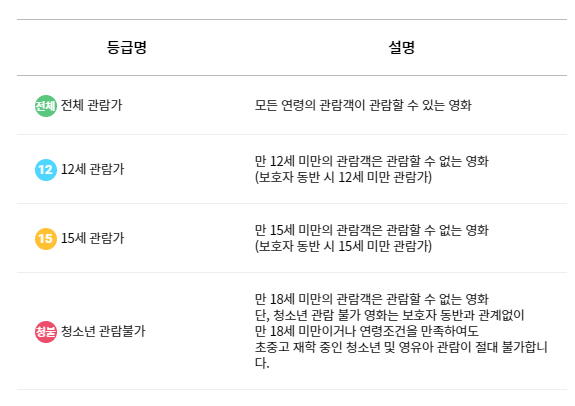 등급명 설명
전체 전체 관람가 모든 연령의 관람객이 관람할 수 있는 영화
12 12세 관람가 만 12세 미만의 관람객은 관람할 수 없는 영화
(보호자 동반 시 12세 미만 관람가)
15 15세 관람가 만 15세 미만의 관람객은 관람할 수 없는 영화
(보호자 동반 시 15세 미만 관람가)
청불 청소년 관람불가 만 18세 미만의 관람객은 관람할 수 없는 영화
단, 청소년 관람 불가 영화는 보호자 동반과 관계없이
만 18세 미만이거나 연령조건을 만족하여도
초중고 재학 중인 청소년 및 영유아 관람이 절대 불가합니
다.